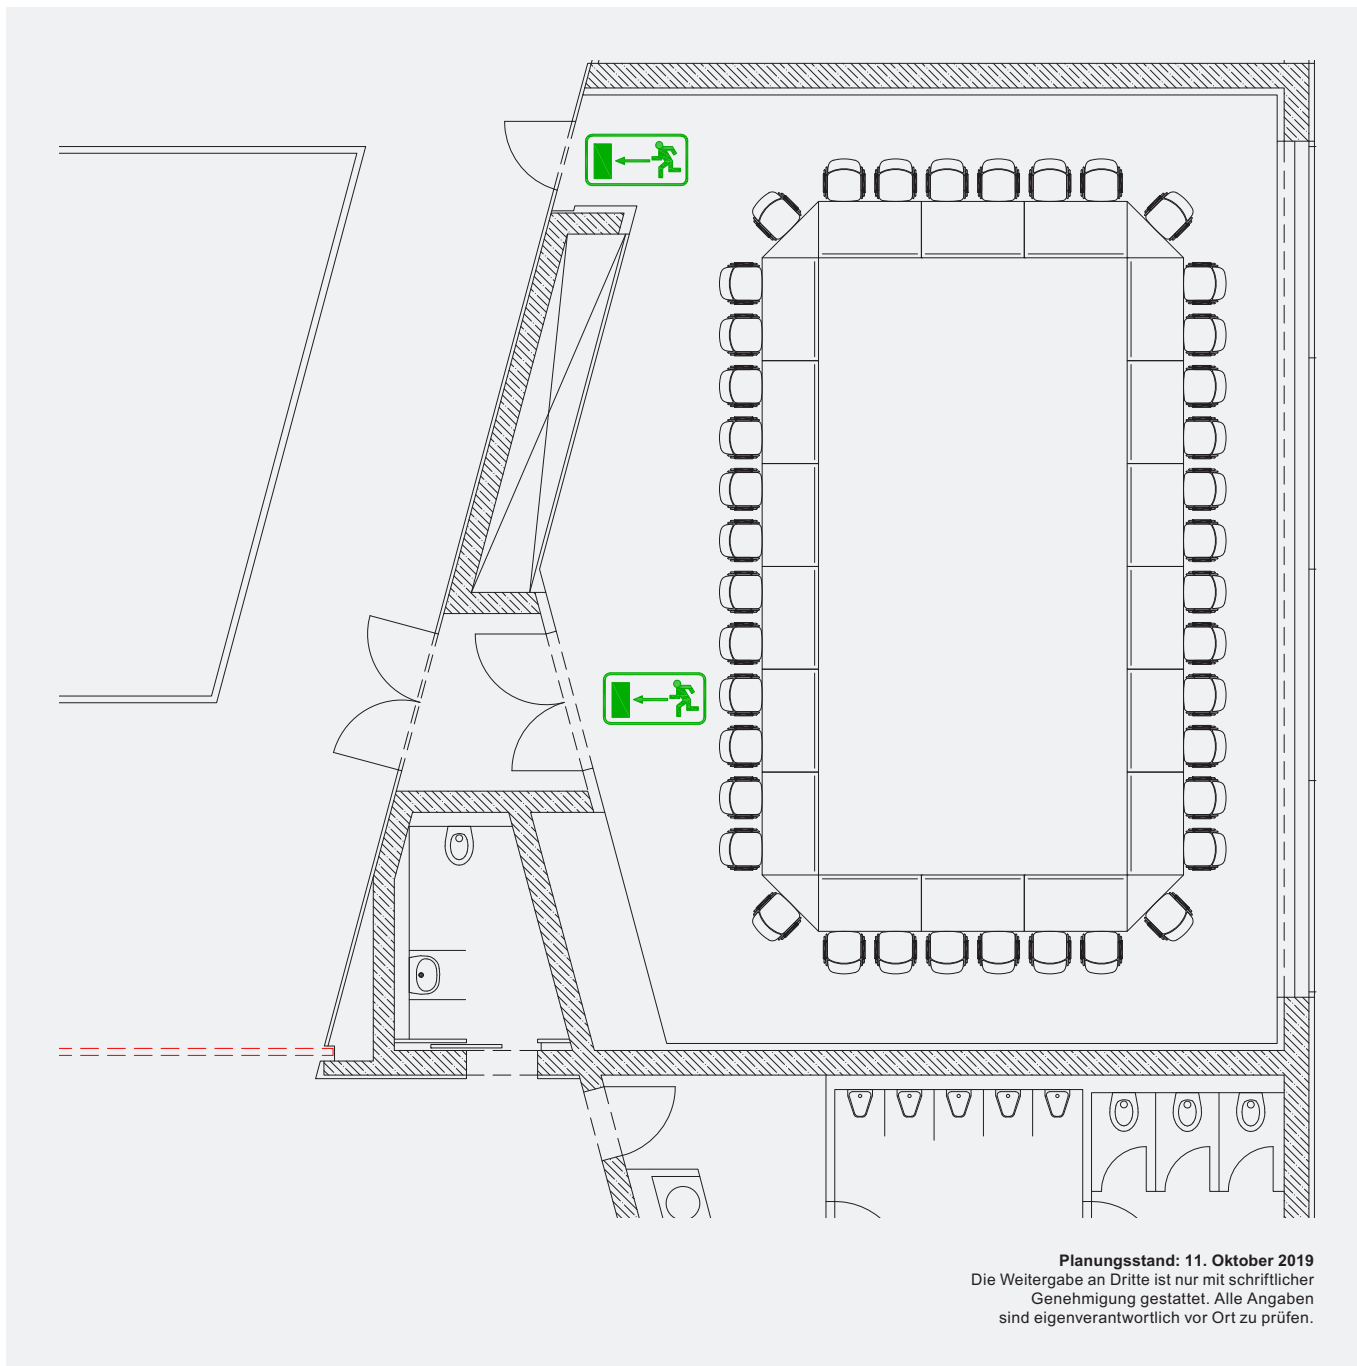 Planungsstand: 11. Oktober 2019
Die Weitergabe an Dritte ist nur mit schriftlicher
Genehmigung gestattet. Alle Angaben
sind eigenverantwortlich vor Ort zu prüfen.